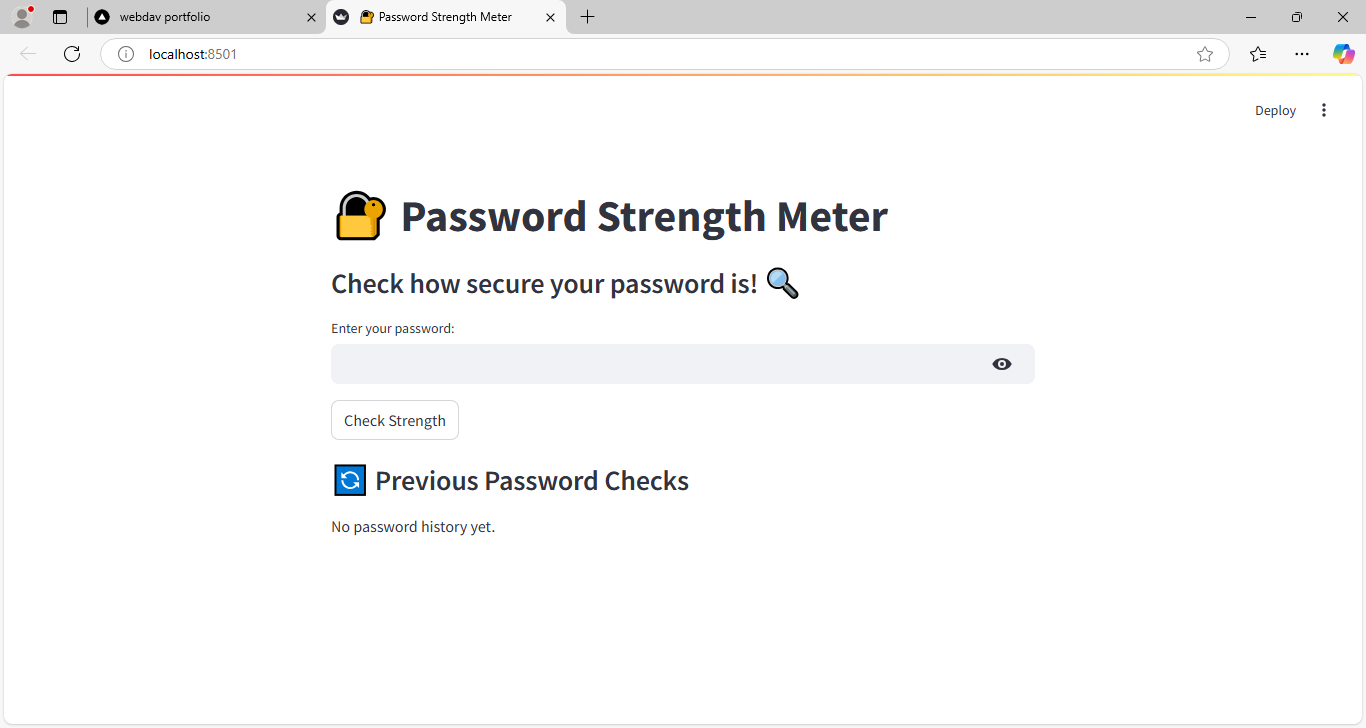 webdav portfolio
Password Strength Meter
localhost:8501
Deploy
Password Strength Meter
Check how secure your password is!
Enter your password:
Check Strength
Previous Password Checks
No password history yet.